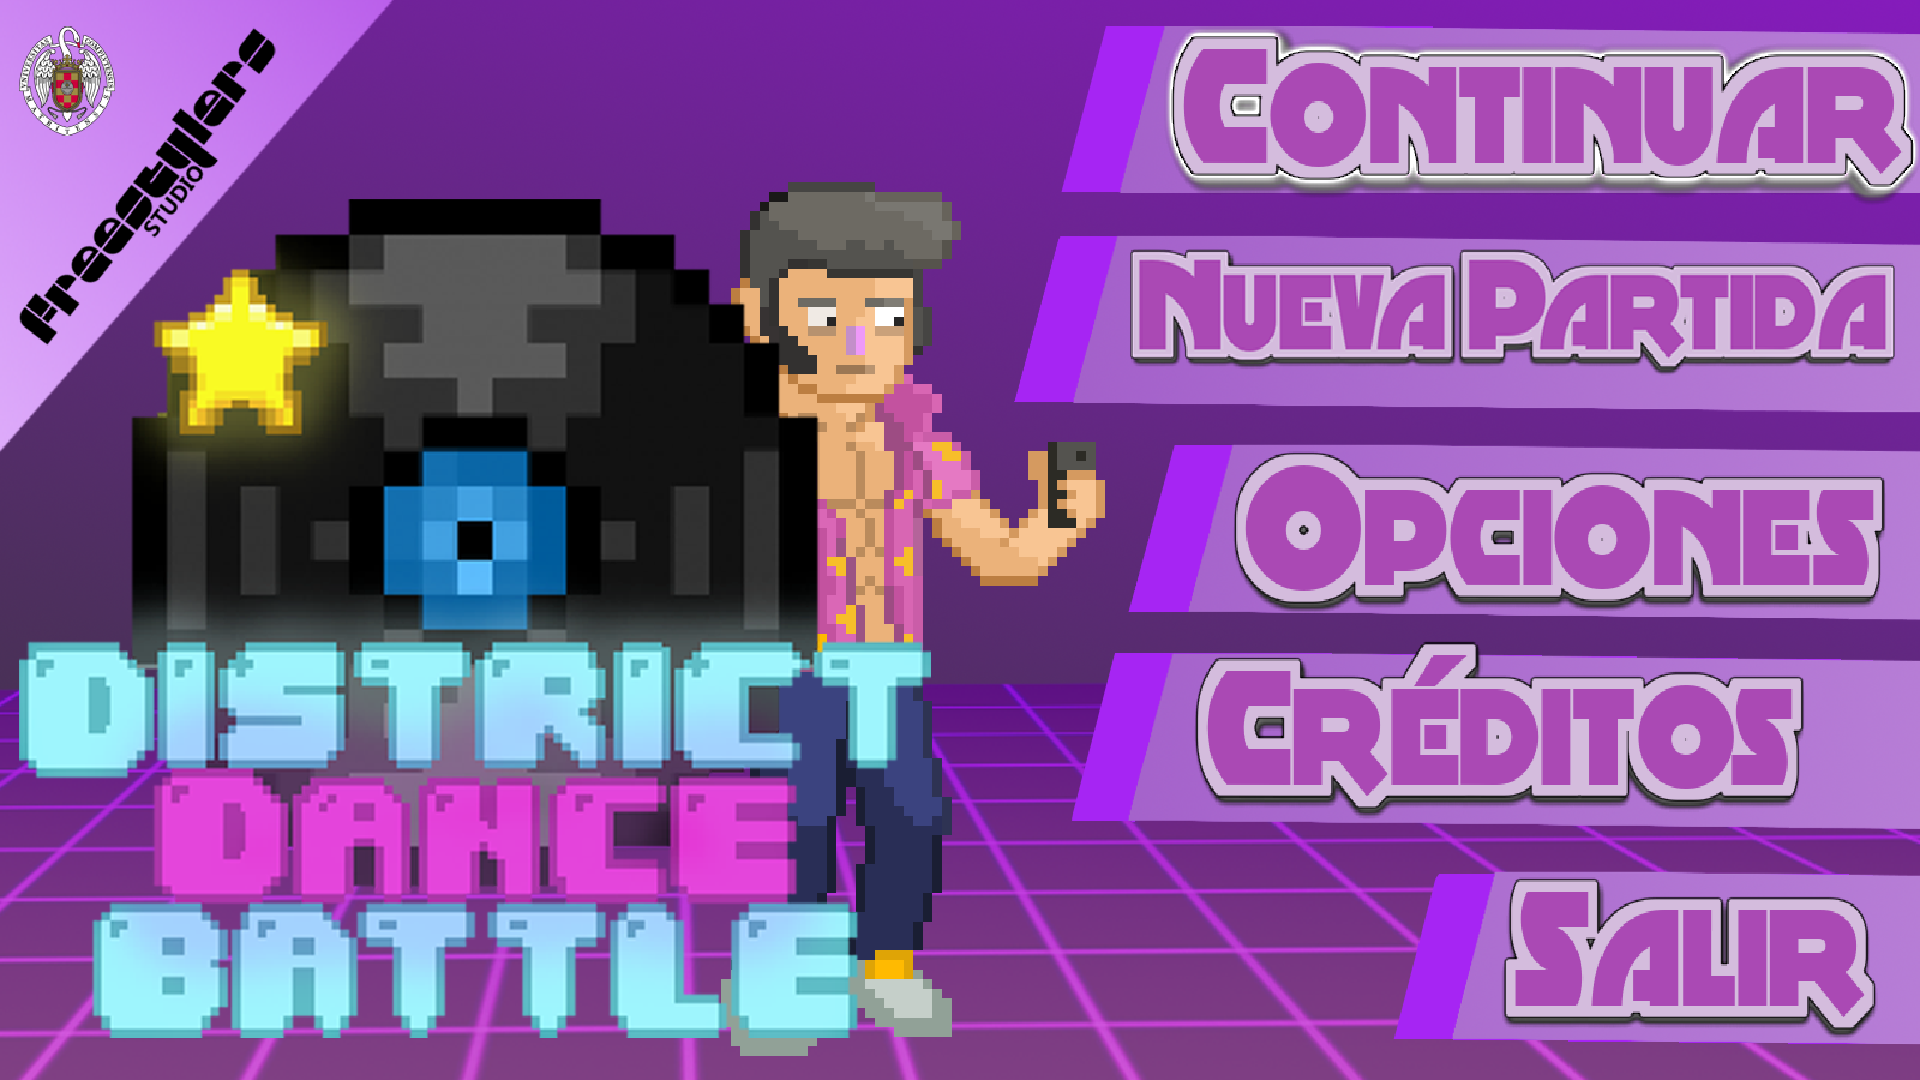 Freestylers
STUDIO
DISTRICT
DANCE
BATTLE
CONTINUAR
NUEVA PARTIDA
OPCIONES
CRÉDITOS
SALIR